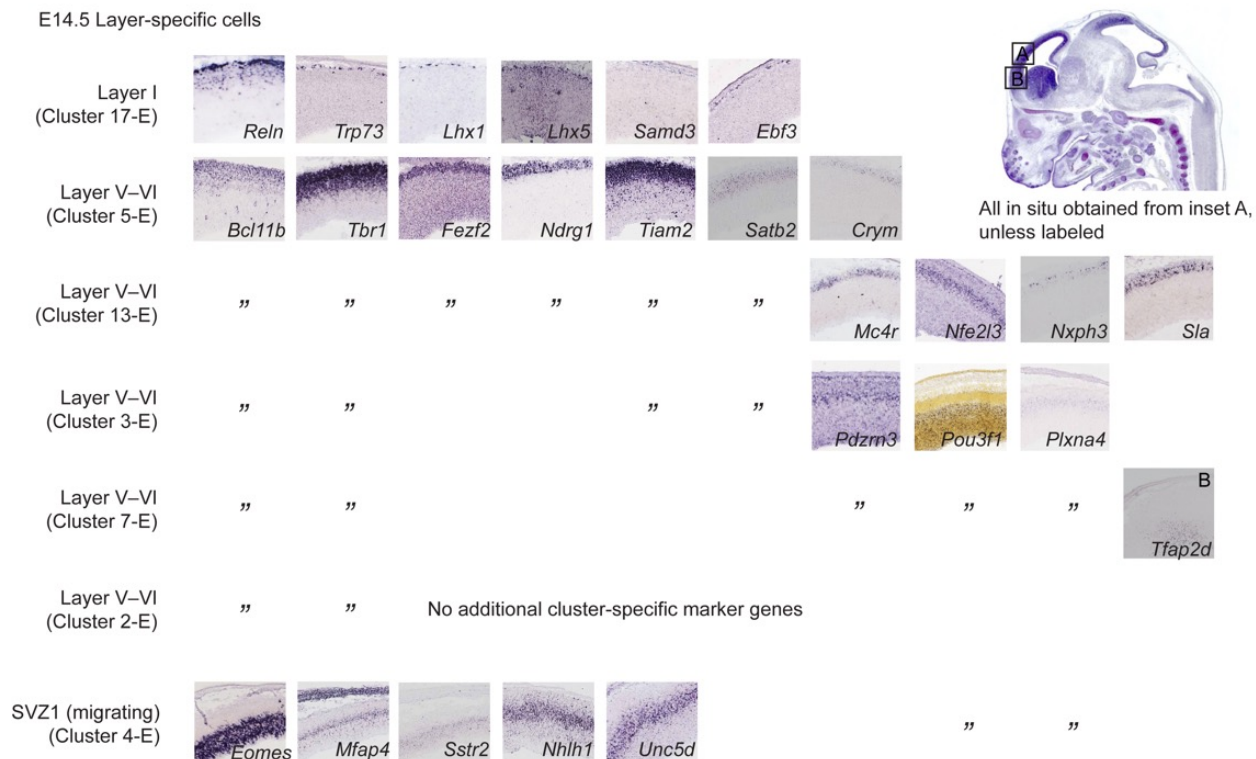 E14.5 Layer-specific cells
A
B
Layer I
(Cluster 17-E)
Reln
Trp73
Lhx1
Lhx5
Samd3
Ebf3
Layer V–VI
(Cluster 5-E)
Bcl11b
Tbr1
Fezf2
Ndrg1
Tiam2
Satb2
Crym
All in situ obtained from inset A,
unless labeled
Layer V–VI
(Cluster 13-E)
” ” ” ” ” ”
Mc4r
Nfe2l3
Nxph3
Sla
Layer V–VI
(Cluster 3-E)
” ” ” ”
Pdzrn3
Pou3f1
Plxna4
Layer V–VI
(Cluster 7-E)
” ” ” ” ”
B
Tfap2d
Layer V–VI
(Cluster 2-E)
” ” No additional cluster-specific marker genes
SVZ1 (migrating)
(Cluster 4-E)
Eomes
Mfap4
Sstr2
Nhlh1
Unc5d
” ”